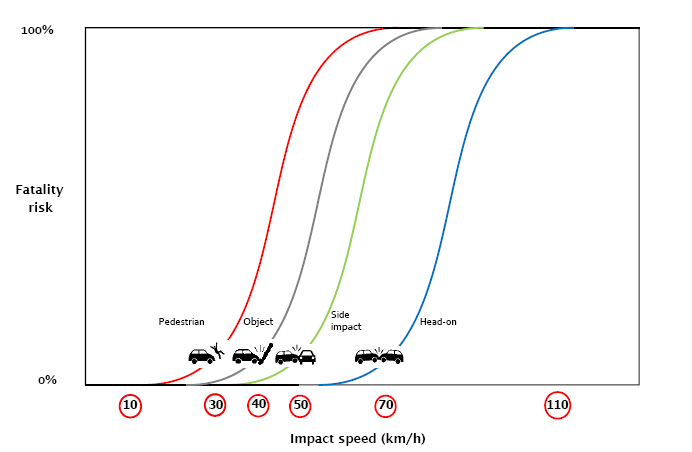 100%
Fatality
risk
Pedestrian
Object
Side
impact
Head-on
0%
10
30
40
50
70
110
Impact speed (km/h)